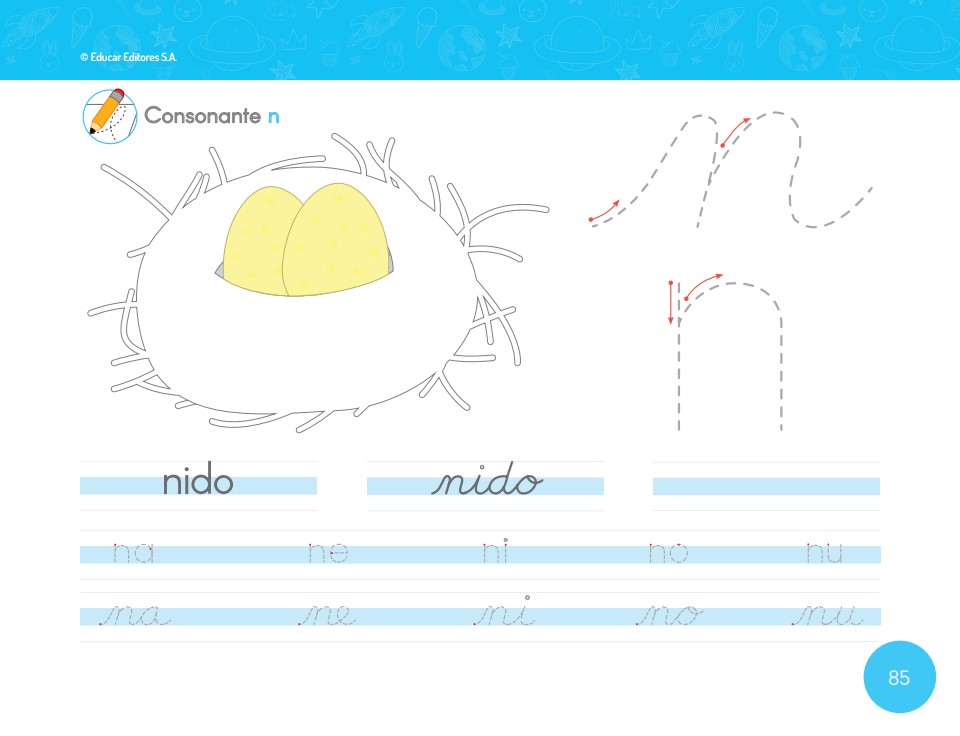 © Educar Editores S.A.
Consonante n
n
n
nido nido
na ne ni no nu
na ne ni no nu
85